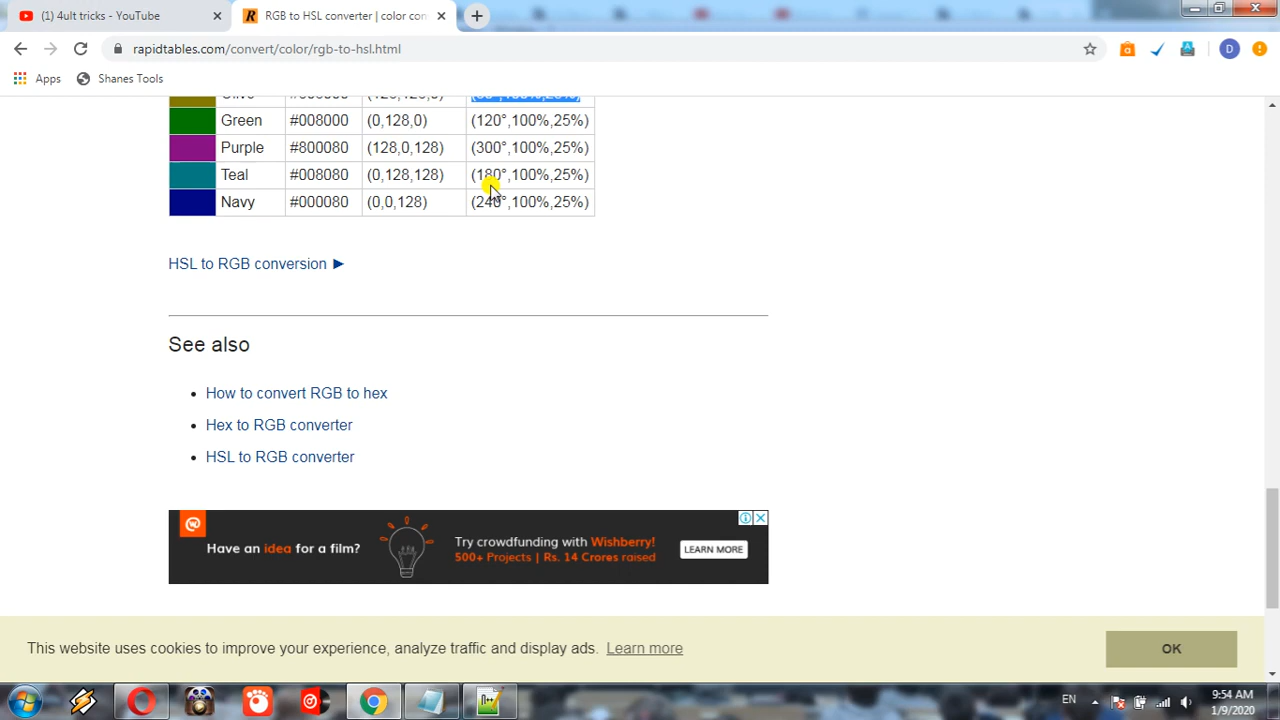 (1) 4ult tricks - YouTube
RGB to HSL converter | color con
rapidtables.com/convert/color/rgb-to-hsl.html
D
Apps
Shanes Tools
Green #008000 (0,128,0) (120°,100%,25%)
Purple #800080 (128,0,128) (300°,100%,25%)
Teal #008080 (0,128,128) (180°,100%,25%)
Navy #000080 (0,0,128) (240°,100%,25%)
HSL to RGB conversion ►
See also
• How to convert RGB to hex
• Hex to RGB converter
• HSL to RGB converter
Have an idea for a film?
Try crowdfunding with Wishberry!
500+ Projects | Rs. 14 Crores raised
LEARN MORE
This website uses cookies to improve your experience, analyze traffic and display ads. Learn more
OK
EN
9:54 AM
1/9/2020